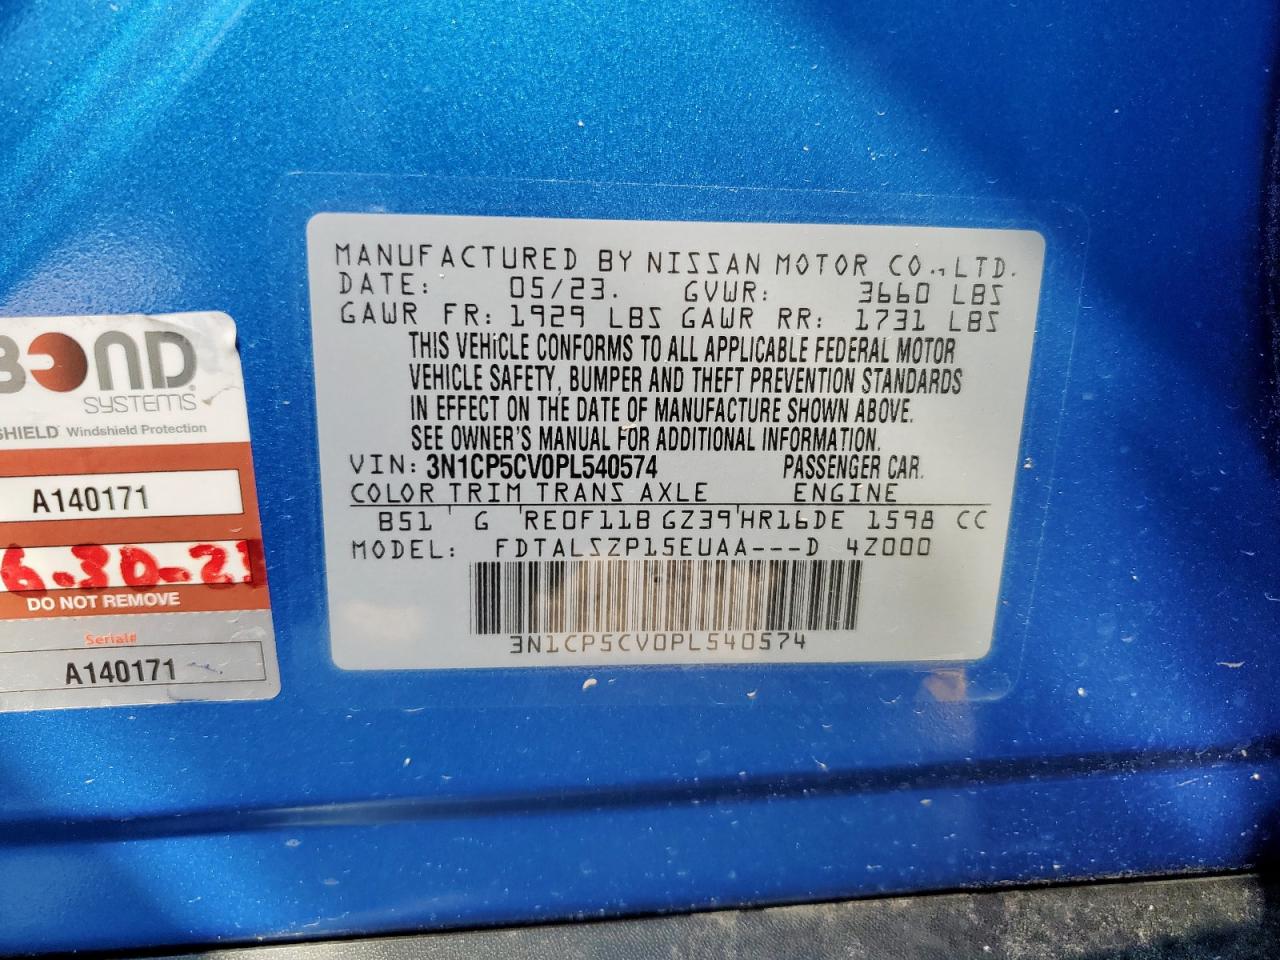 MANUFACTURED BY NISSAN MOTOR CO., LTD.
DATE: 05/23. GVWR: 3660 LBS
GAWR FR: 1929 LBS GAWR RR: 1731 LBS
THIS VEHICLE CONFORMS TO ALL APPLICABLE FEDERAL MOTOR
VEHICLE SAFETY, BUMPER AND THEFT PREVENTION STANDARDS
IN EFFECT ON THE DATE OF MANUFACTURE SHOWN ABOVE.
SEE OWNER'S MANUAL FOR ADDITIONAL INFORMATION.
VIN: 3N1CP5CV0PL540574 PASSENGER CAR.
COLOR TRIM TRANS AXLE ENGINE
B51 G RE0F11B GZ39 HR16DE 1598 CC
MODEL: FDTALSZP15EUAA---D 4Z000
3N1CP5CV0PL540574
BOND
SYSTEMS
SHIELD Windshield Protection
A140171
6.30-2
DO NOT REMOVE
Serial#
A140171